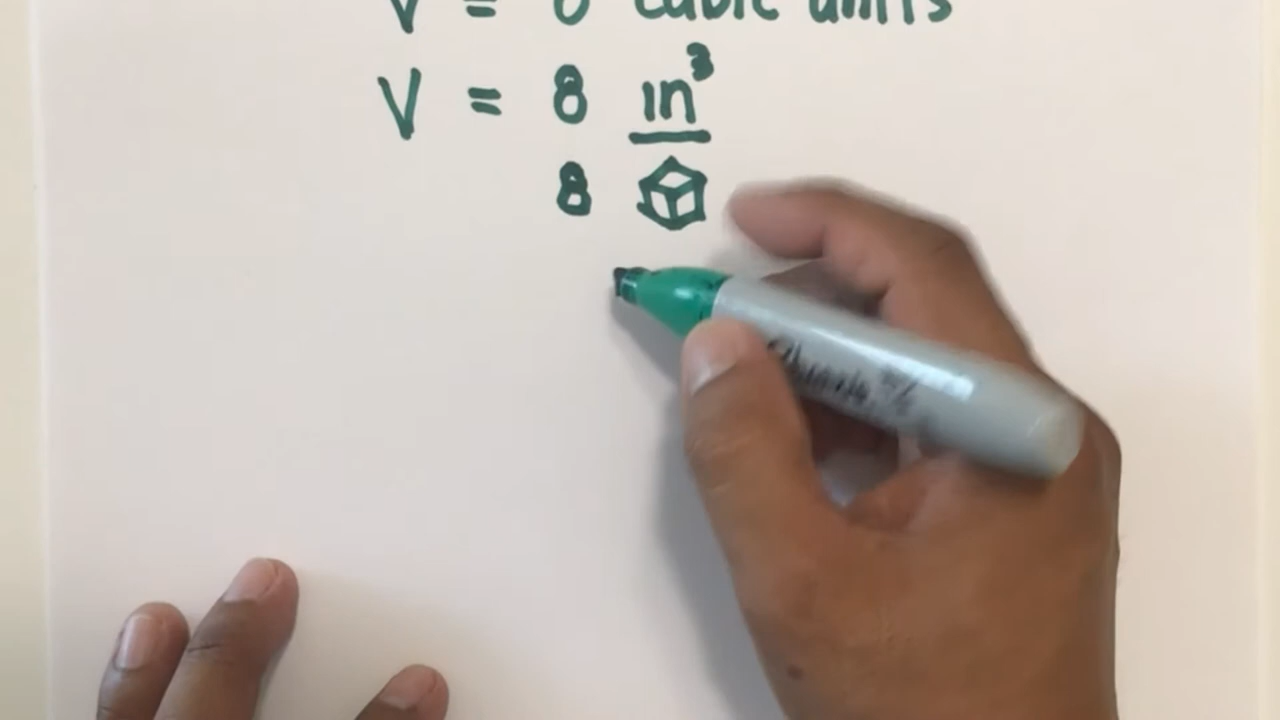 V = 8 cubic units
V = 8 in³
8